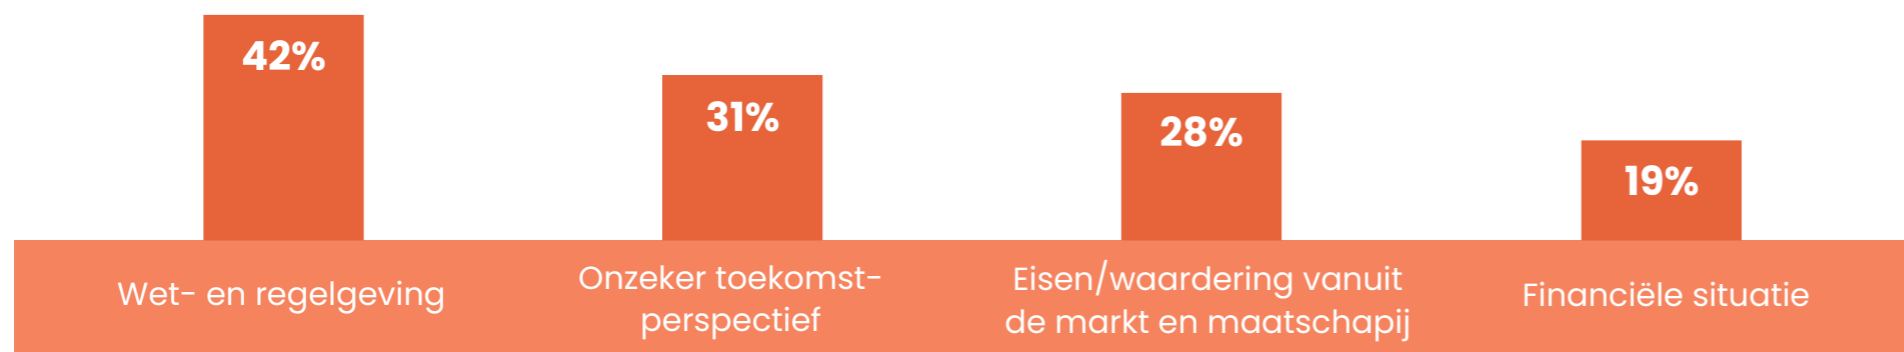 42%
31%
28%
19%
Wet- en regelgeving
Onzeker toekomst-
perspectief
Eisen/waardering vanuit
de markt en maatschapij
Financiële situatie